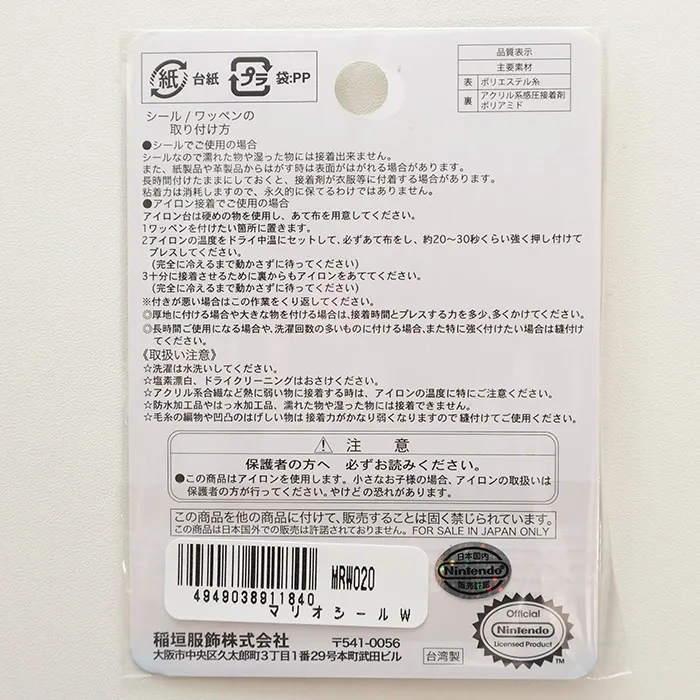 紙 台紙 プラ 袋:PP
品質表示
主要素材
表 ポリエステル糸
裏 アクリル系感圧接着剤
ポリアミド
シール / ワッペンの
取り付け方
●シールでご使用の場合
シールなので濡れた物や湿った物には接着出来ません。
また、紙製品や革製品からはがす時は表面がはがれる場合があります。
長時間付けたままにしておくと、接着剤が衣服等に付着する場合があります。
粘着力は消耗しますので、永久的に保てるわけではありません。
●アイロン接着でご使用の場合
アイロン台は硬めの物を使用し、あて布を用意してください。
1ワッペンを付けたい箇所に置きます。
2アイロンの温度をドライ中温にセットして、必ずあて布をし、約20〜30秒くらい強く押し付けて
プレスしてください。
(完全に冷えるまで動かさずに待ってください)
3十分に接着させるために裏からもアイロンをあててください。
(完全に冷えるまで動かさずに待ってください)
※付きが悪い場合はこの作業をくり返してください。
◎厚地に付ける場合や大きな物を付ける場合は、接着時間とプレスする力を多少、多くかけてください。
◎長時間ご使用になる場合や、洗濯回数の多いものに付ける場合、また特に強く付けたい場合は縫付け
てください。
《取扱い注意》
☆洗濯は水洗いしてください。
☆塩素漂白、ドライクリーニングはおさけください。
☆アクリル系合繊など熱に弱い物に接着する時は、アイロンの温度に特にご注意ください。
☆防水加工品やはっ水加工品、濡れた物や湿った物には接着できません。
☆毛糸の編物や凹凸のはげしい物は接着力がかなり弱くなりますので縫付けてご使用ください。
注意
保護者の方へ 必ずお読みください。
●この商品はアイロンを使用します。小さなお子様の場合、アイロンの取扱いは
保護者の方が行ってください。やけどの恐れがあります。
この商品を他の商品に付けて、販売することは固く禁じられています。
この商品は日本国外での販売は許諾されておりません。FOR SALE IN JAPAN ONLY
MRW020
4949038911840
マリオシールW
日本国内
Nintendo
販売許諾
Official
Nintendo
Licensed Product
TM
稲垣服飾株式会社 〒541-0056
大阪市中央区久太郎町3丁目1番29号本町武田ビル
台湾製